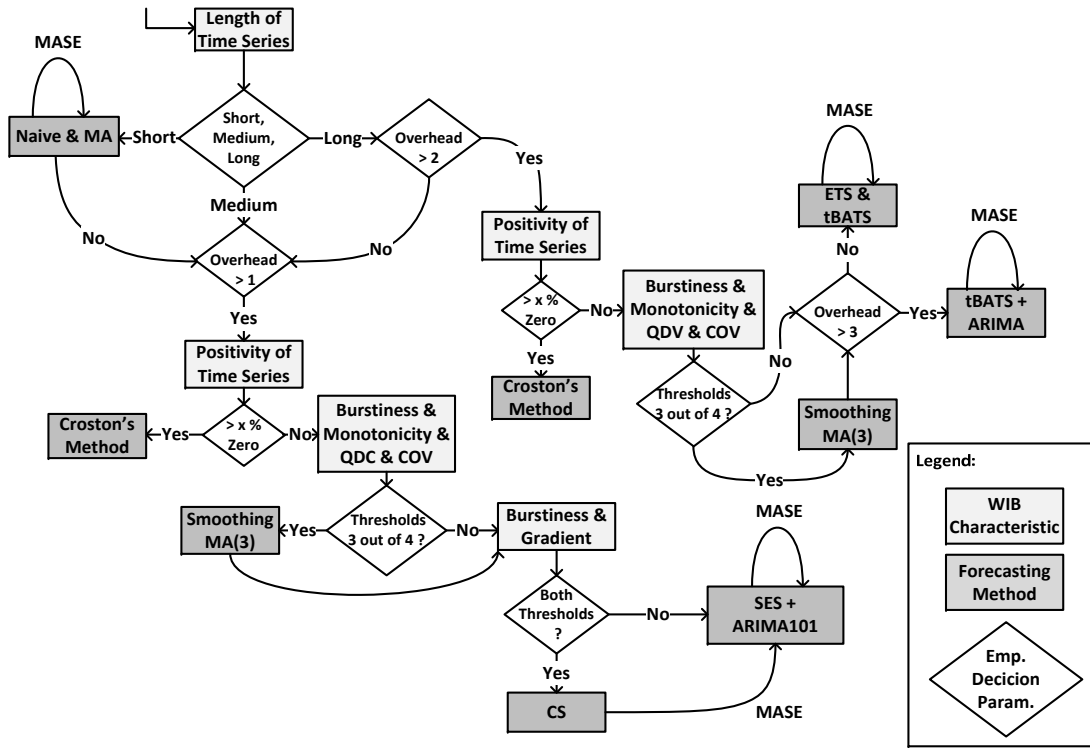 Length of
Time Series
MASE
Naive & MA
Short
Short,
Medium,
Long
Long
Overhead
> 2
Yes
No
Medium
No
Overhead
> 1
Yes
Positivity of
Time Series
> x %
Zero
Yes
Croston's
Method
No
Burstiness &
Monotonicity &
QDC & COV
Thresholds
3 out of 4 ?
Yes
Smoothing
MA(3)
No
Burstiness &
Gradient
Both
Thresholds
?
No
Yes
CS
MASE
SES +
ARIMA101
MASE
Positivity of
Time Series
> x %
Zero
Yes
Croston's
Method
No
Burstiness &
Monotonicity &
QDV & COV
Thresholds
3 out of 4 ?
No
Yes
Smoothing
MA(3)
Overhead
> 3
No
ETS &
tBATS
MASE
Yes
tBATS +
ARIMA
MASE
Legend:
WIB
Characteristic
Forecasting
Method
Emp.
Decicion
Param.